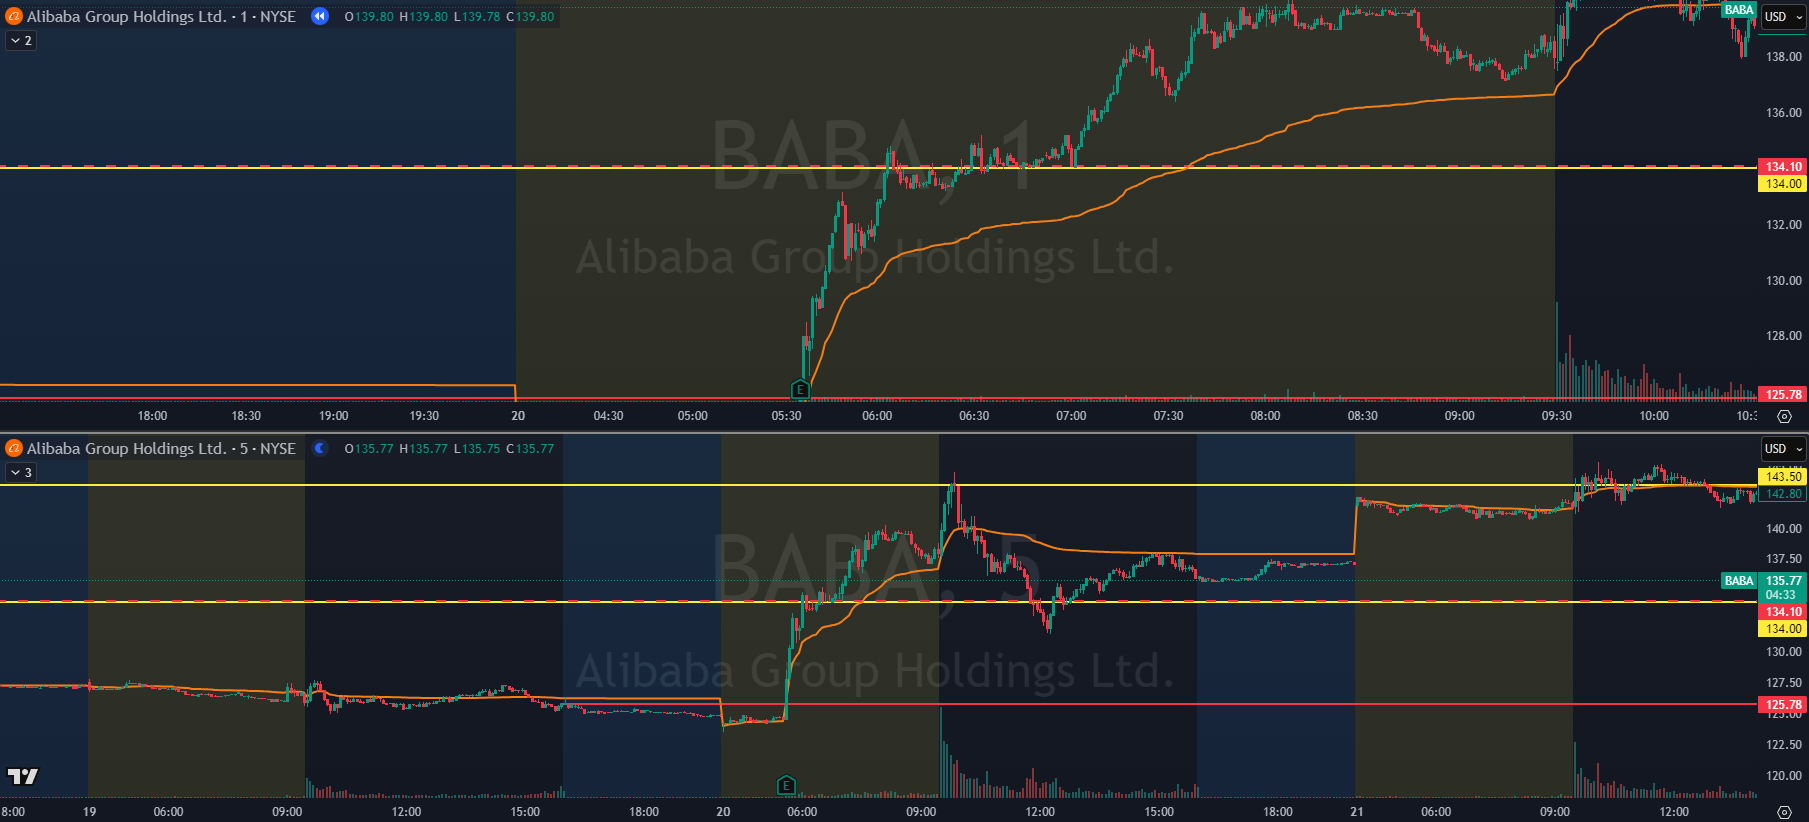 Alibaba Group Holdings Ltd. · 1 · NYSE O139.80 H139.80 L139.78 C139.80
2
BABA
USD
138.00
136.00
134.10
134.00
132.00
130.00
128.00
125.78
BABA, 1
Alibaba Group Holdings Ltd.
E
18:00 18:30 19:00 19:30 20 04:30 05:00 05:30 06:00 06:30 07:00 07:30 08:00 08:30 09:00 09:30 10:00 10:3
Alibaba Group Holdings Ltd. · 5 · NYSE O135.77 H135.77 L135.75 C135.77
3
USD
143.50
142.80
140.00
137.50
BABA 135.77
04:33
134.10
134.00
130.00
127.50
125.78
125.00
122.50
120.00
BABA, 5
Alibaba Group Holdings Ltd.
E
8:00 19 06:00 09:00 12:00 15:00 18:00 20 06:00 09:00 12:00 15:00 18:00 21 06:00 09:00 12:00